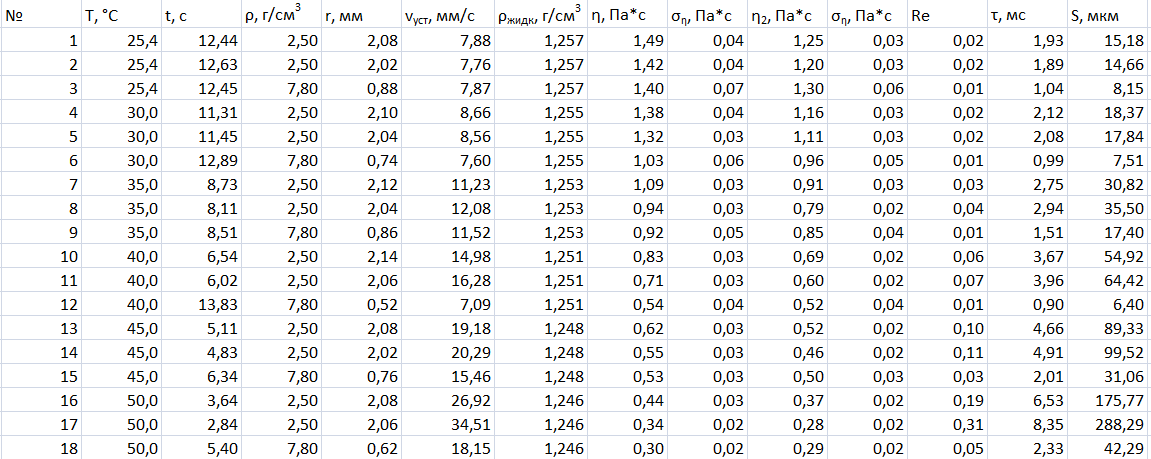 № T, °C t, c ρ, г/см³ r, мм vуст, мм/с ρжидк, г/см³ η, Па*с ση, Па*с η₂, Па*с ση, Па*с Re τ, мс S, мкм
1 25,4 12,44 2,50 2,08 7,88 1,257 1,49 0,04 1,25 0,03 0,02 1,93 15,18
2 25,4 12,63 2,50 2,02 7,76 1,257 1,42 0,04 1,20 0,03 0,02 1,89 14,66
3 25,4 12,45 7,80 0,88 7,87 1,257 1,40 0,07 1,30 0,06 0,01 1,04 8,15
4 30,0 11,31 2,50 2,10 8,66 1,255 1,38 0,04 1,16 0,03 0,02 2,12 18,37
5 30,0 11,45 2,50 2,04 8,56 1,255 1,32 0,03 1,11 0,03 0,02 2,08 17,84
6 30,0 12,89 7,80 0,74 7,60 1,255 1,03 0,06 0,96 0,05 0,01 0,99 7,51
7 35,0 8,73 2,50 2,12 11,23 1,253 1,09 0,03 0,91 0,03 0,03 2,75 30,82
8 35,0 8,11 2,50 2,04 12,08 1,253 0,94 0,03 0,79 0,02 0,04 2,94 35,50
9 35,0 8,51 7,80 0,86 11,52 1,253 0,92 0,05 0,85 0,04 0,01 1,51 17,40
10 40,0 6,54 2,50 2,14 14,98 1,251 0,83 0,03 0,69 0,02 0,06 3,67 54,92
11 40,0 6,02 2,50 2,06 16,28 1,251 0,71 0,03 0,60 0,02 0,07 3,96 64,42
12 40,0 13,83 7,80 0,52 7,09 1,251 0,54 0,04 0,52 0,04 0,01 0,90 6,40
13 45,0 5,11 2,50 2,08 19,18 1,248 0,62 0,03 0,52 0,02 0,10 4,66 89,33
14 45,0 4,83 2,50 2,02 20,29 1,248 0,55 0,03 0,46 0,02 0,11 4,91 99,52
15 45,0 6,34 7,80 0,76 15,46 1,248 0,53 0,03 0,50 0,03 0,03 2,01 31,06
16 50,0 3,64 2,50 2,08 26,92 1,246 0,44 0,03 0,37 0,02 0,19 6,53 175,77
17 50,0 2,84 2,50 2,06 34,51 1,246 0,34 0,02 0,28 0,02 0,31 8,35 288,29
18 50,0 5,40 7,80 0,62 18,15 1,246 0,30 0,02 0,29 0,02 0,05 2,33 42,29